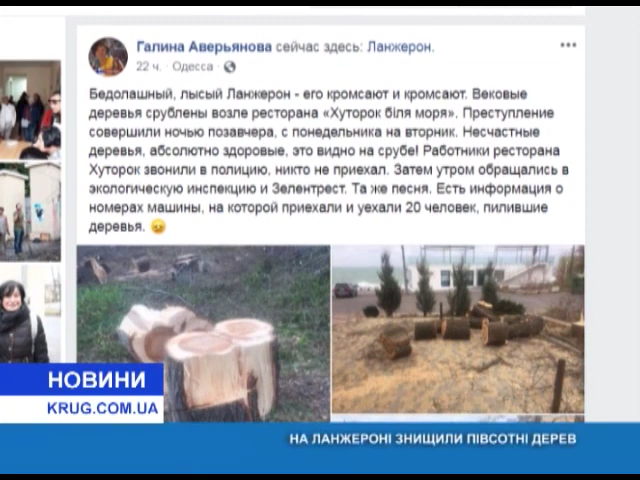 Галина Аверьянова сейчас здесь: Ланжерон.
22 ч. · Одесса ·
Бедолашный, лысый Ланжерон - его кромсают и кромсают. Вековые
деревья срублены возле ресторана «Хуторок біля моря». Преступление
совершили ночью позавчера, с понедельника на вторник. Несчастные
деревья, абсолютно здоровые, это видно на срубе! Работники ресторана
Хуторок звонили в полицию, никто не приехал. Затем утром обращались в
экологическую инспекцию и Зелентрест. Та же песня. Есть информация о
номерах машины, на которой приехали и уехали 20 человек, пилившие
деревья.
НОВИНИ
KRUG.COM.UA
НА ЛАНЖЕРОНІ ЗНИЩИЛИ ПІВСОТНІ ДЕРЕВ